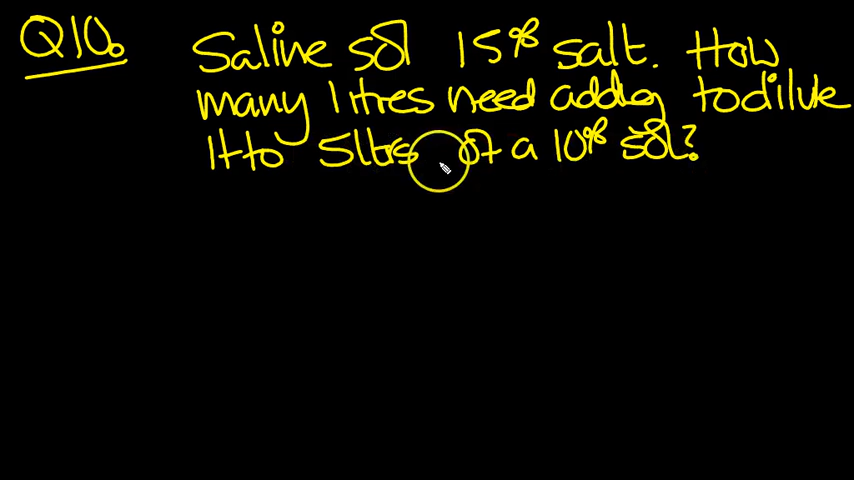 Q10. Saline sol 15% salt. How
many litres need adding to dilute
it to 5ltrs of a 10% sol?